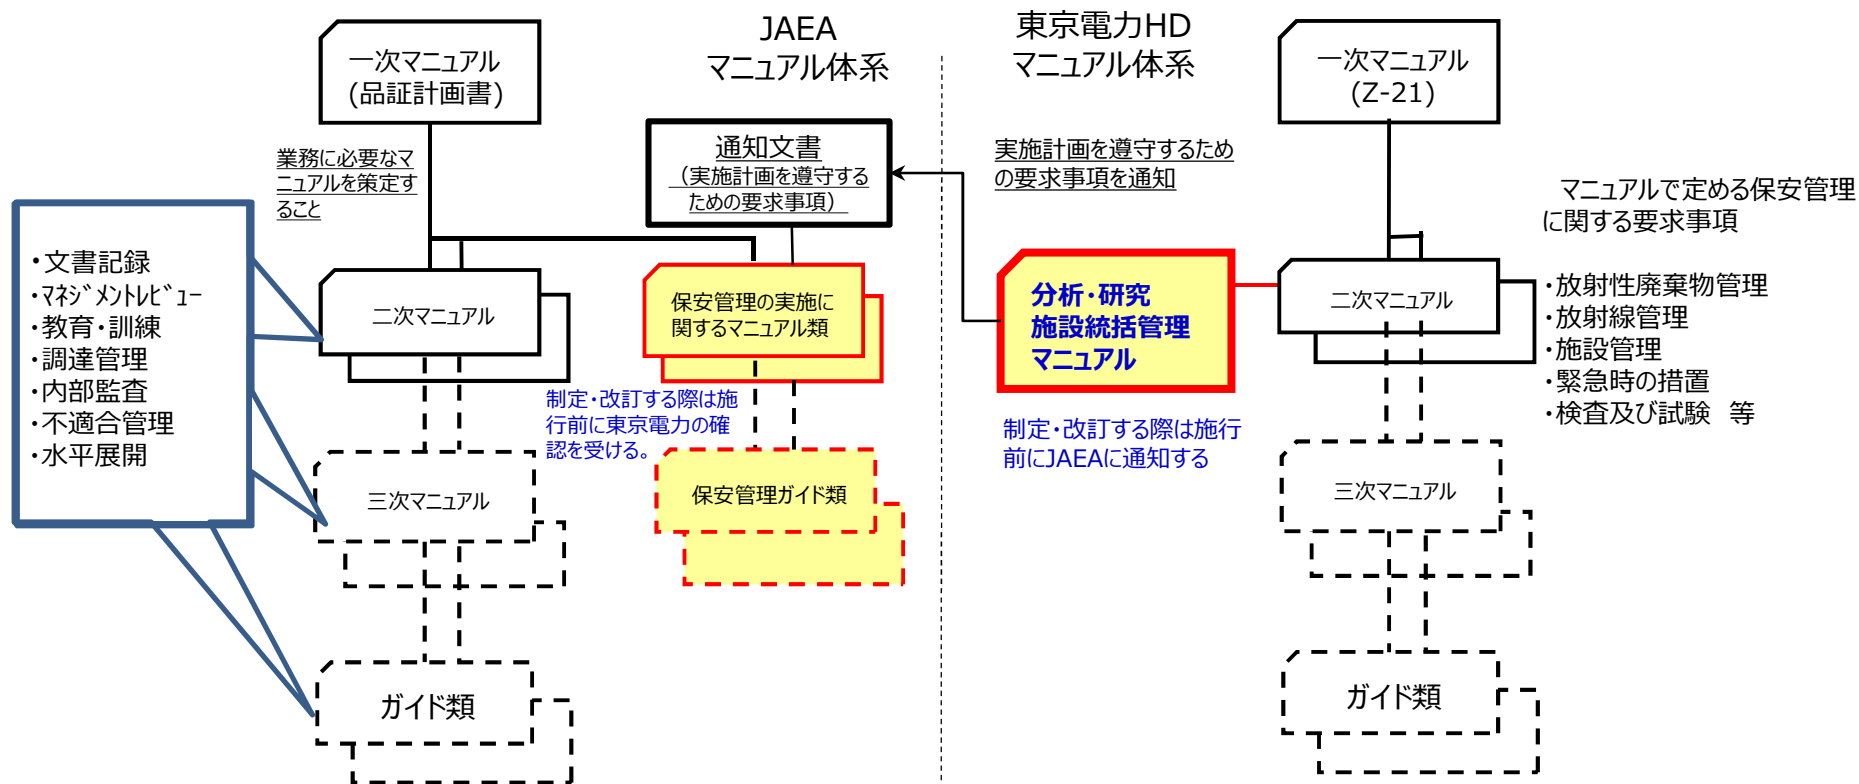 JAEA
マニュアル体系
東京電力HD
マニュアル体系
一次マニュアル
(品証計画書)
業務に必要なマ
ニュアルを策定す
ること
通知文書
（実施計画を遵守する
ための要求事項）
実施計画を遵守するため
の要求事項を通知
一次マニュアル
(Z-21)
マニュアルで定める保安管理
に関する要求事項
・文書記録
・ﾏﾈｼﾞﾒﾝﾄﾚﾋﾞｭｰ
・教育・訓練
・調達管理
・内部監査
・不適合管理
・水平展開
二次マニュアル
保安管理の実施に
関するマニュアル類
分析・研究
施設統括管理
マニュアル
二次マニュアル
・放射性廃棄物管理
・放射線管理
・施設管理
・緊急時の措置
・検査及び試験　等
制定・改訂する際は施
行前に東京電力の確
認を受ける。
制定・改訂する際は施行
前にJAEAに通知する
三次マニュアル
保安管理ガイド類
三次マニュアル
ガイド類
ガイド類